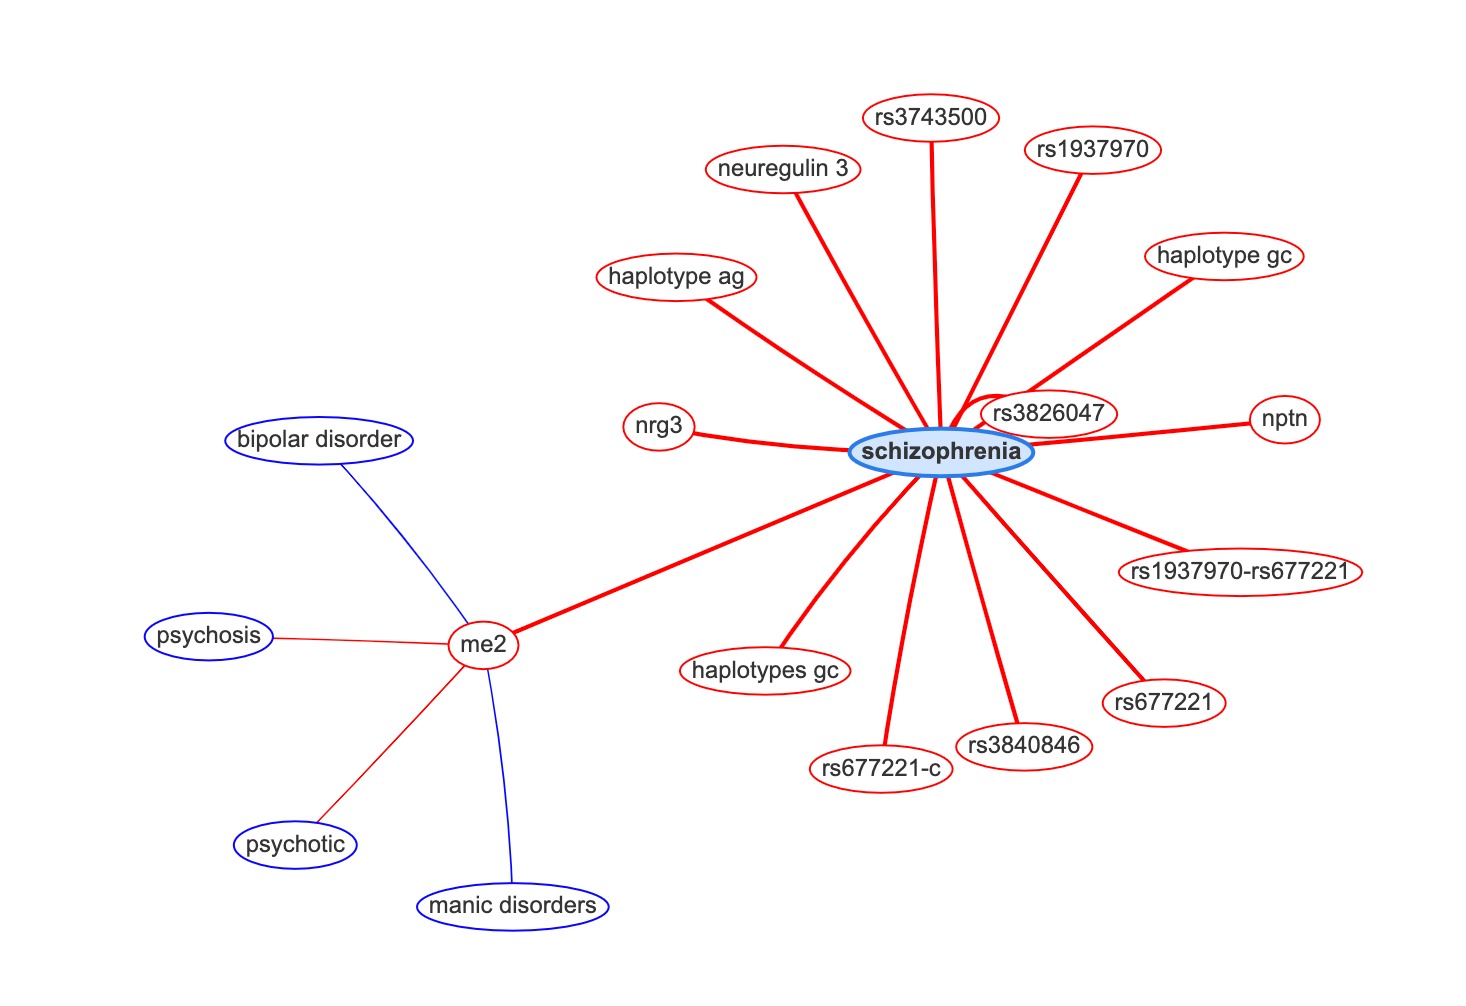 rs3743500
rs1937970
neuregulin 3
haplotype gc
haplotype ag
rs3826047
nptn
nrg3
bipolar disorder
schizophrenia
rs1937970-rs677221
psychosis
me2
haplotypes gc
rs677221
rs3840846
rs677221-c
psychotic
manic disorders